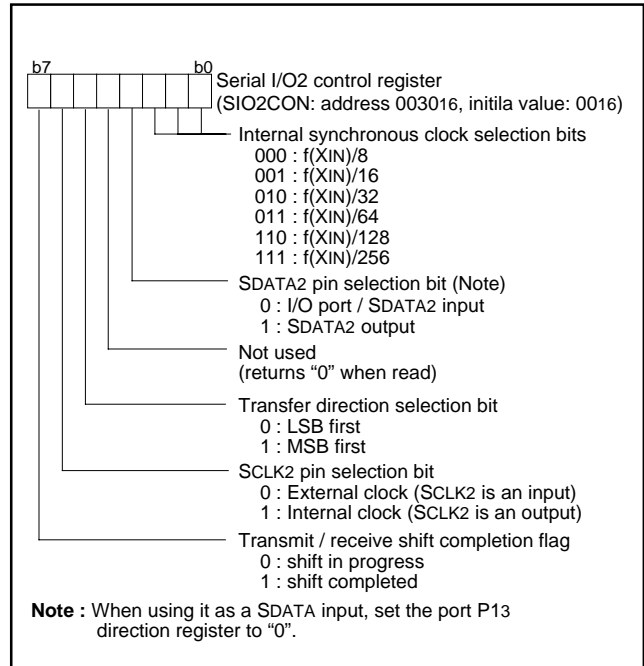 b7 b0
Serial I/O2 control register
(SIO2CON: address 003016, initila value: 0016)
Internal synchronous clock selection bits
000 : f(XIN)/8
001 : f(XIN)/16
010 : f(XIN)/32
011 : f(XIN)/64
110 : f(XIN)/128
111 : f(XIN)/256
SDATA2 pin selection bit (Note)
0 : I/O port / SDATA2 input
1 : SDATA2 output
Not used
(returns “0” when read)
Transfer direction selection bit
0 : LSB first
1 : MSB first
SCLK2 pin selection bit
0 : External clock (SCLK2 is an input)
1 : Internal clock (SCLK2 is an output)
Transmit / receive shift completion flag
0 : shift in progress
1 : shift completed
Note : When using it as a SDATA input, set the port P13
direction register to “0”.